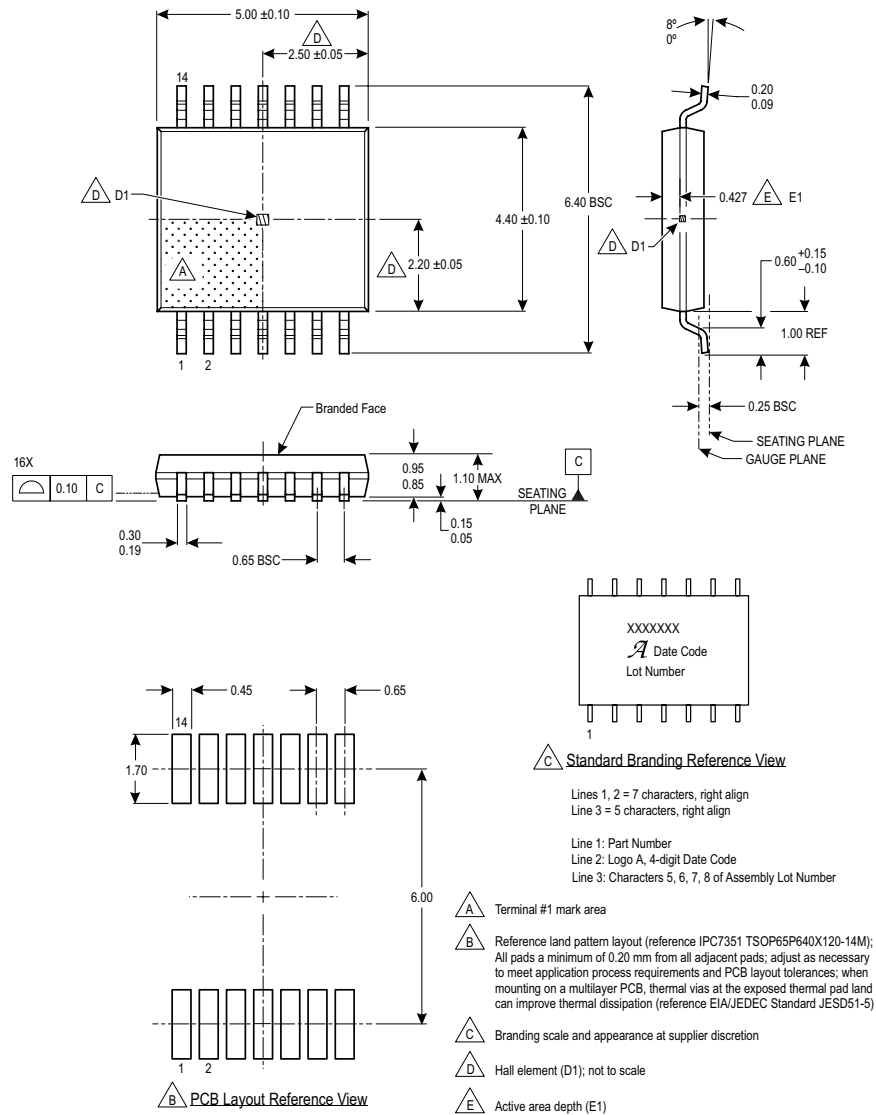 5.00 ±0.10
D
2.50 ±0.05
14
D D1
A
D 2.20 ±0.05
4.40 ±0.10
6.40 BSC
1 2
8º
0º
0.20
0.09
0.427 E E1
D D1
0.60 +0.15
–0.10
1.00 REF
0.25 BSC
SEATING PLANE
GAUGE PLANE
Branded Face
16X
0.10 C
0.95
0.85
1.10 MAX
C
SEATING
PLANE
0.15
0.05
0.30
0.19
0.65 BSC
XXXXXXX
A Date Code
Lot Number
1
C Standard Branding Reference View
Lines 1, 2 = 7 characters, right align
Line 3 = 5 characters, right align
Line 1: Part Number
Line 2: Logo A, 4-digit Date Code
Line 3: Characters 5, 6, 7, 8 of Assembly Lot Number
0.45
0.65
14
1.70
6.00
1 2
B PCB Layout Reference View
A Terminal #1 mark area
B Reference land pattern layout (reference IPC7351 TSOP65P640X120-14M);
All pads a minimum of 0.20 mm from all adjacent pads; adjust as necessary
to meet application process requirements and PCB layout tolerances; when
mounting on a multilayer PCB, thermal vias at the exposed thermal pad land
can improve thermal dissipation (reference EIA/JEDEC Standard JESD51-5)
C Branding scale and appearance at supplier discretion
D Hall element (D1); not to scale
E Active area depth (E1)